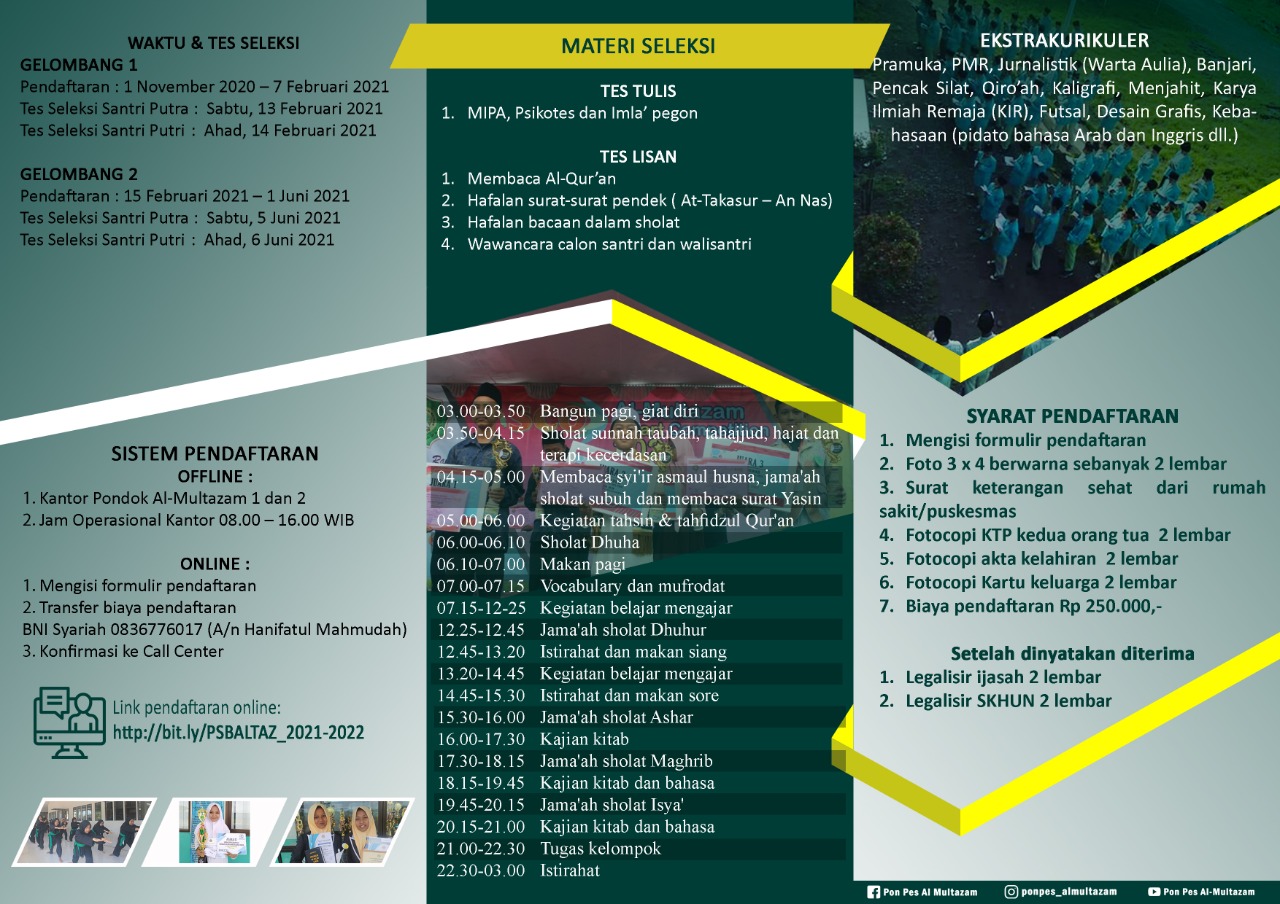 WAKTU & TES SELEKSI
GELOMBANG 1
Pendaftaran : 1 November 2020 – 7 Februari 2021
Tes Seleksi Santri Putra : Sabtu, 13 Februari 2021
Tes Seleksi Santri Putri : Ahad, 14 Februari 2021
GELOMBANG 2
Pendaftaran : 15 Februari 2021 – 1 Juni 2021
Tes Seleksi Santri Putra : Sabtu, 5 Juni 2021
Tes Seleksi Santri Putri : Ahad, 6 Juni 2021
SISTEM PENDAFTARAN
OFFLINE :
1. Kantor Pondok Al-Multazam 1 dan 2
2. Jam Operasional Kantor 08.00 – 16.00 WIB
ONLINE :
1. Mengisi formulir pendaftaran
2. Transfer biaya pendaftaran
BNI Syariah 0836776017 (A/n Hanifatul Mahmudah)
3. Konfirmasi ke Call Center
Link pendaftaran online:
http://bit.ly/PSBALTAZ_2021-2022
MATERI SELEKSI
TES TULIS
1. MIPA, Psikotes dan Imla’ pegon
TES LISAN
1. Membaca Al-Qur’an
2. Hafalan surat-surat pendek ( At-Takasur – An Nas)
3. Hafalan bacaan dalam sholat
4. Wawancara calon santri dan walisantri
03.00-03.50 Bangun pagi, giat diri
03.50-04.15 Sholat sunnah taubah, tahajjud, hajat dan
terapi kecerdasan
04.15-05.00 Membaca syi'ir asmaul husna, jama'ah
sholat subuh dan membaca surat Yasin
05.00-06.00 Kegiatan tahsin & tahfidzul Qur'an
06.00-06.10 Sholat Dhuha
06.10-07.00 Makan pagi
07.00-07.15 Vocabulary dan mufrodat
07.15-12-25 Kegiatan belajar mengajar
12.25-12.45 Jama'ah sholat Dhuhur
12.45-13.20 Istirahat dan makan siang
13.20-14.45 Kegiatan belajar mengajar
14.45-15.30 Istirahat dan makan sore
15.30-16.00 Jama'ah sholat Ashar
16.00-17.30 Kajian kitab
17.30-18.15 Jama'ah sholat Maghrib
18.15-19.45 Kajian kitab dan bahasa
19.45-20.15 Jama'ah sholat Isya'
20.15-21.00 Kajian kitab dan bahasa
21.00-22.30 Tugas kelompok
22.30-03.00 Istirahat
EKSTRAKURIKULER
Pramuka, PMR, Jurnalistik (Warta Aulia), Banjari,
Pencak Silat, Qiro’ah, Kaligrafi, Menjahit, Karya
Ilmiah Remaja (KIR), Futsal, Desain Grafis, Keba-
hasaan (pidato bahasa Arab dan Inggris dll.)
SYARAT PENDAFTARAN
1. Mengisi formulir pendaftaran
2. Foto 3 x 4 berwarna sebanyak 2 lembar
3. Surat keterangan sehat dari rumah
sakit/puskesmas
4. Fotocopi KTP kedua orang tua 2 lembar
5. Fotocopi akta kelahiran 2 lembar
6. Fotocopi Kartu keluarga 2 lembar
7. Biaya pendaftaran Rp 250.000,-
Setelah dinyatakan diterima
1. Legalisir ijasah 2 lembar
2. Legalisir SKHUN 2 lembar
Pon Pes Al Multazam
ponpes_almultazam
Pon Pes Al-Multazam